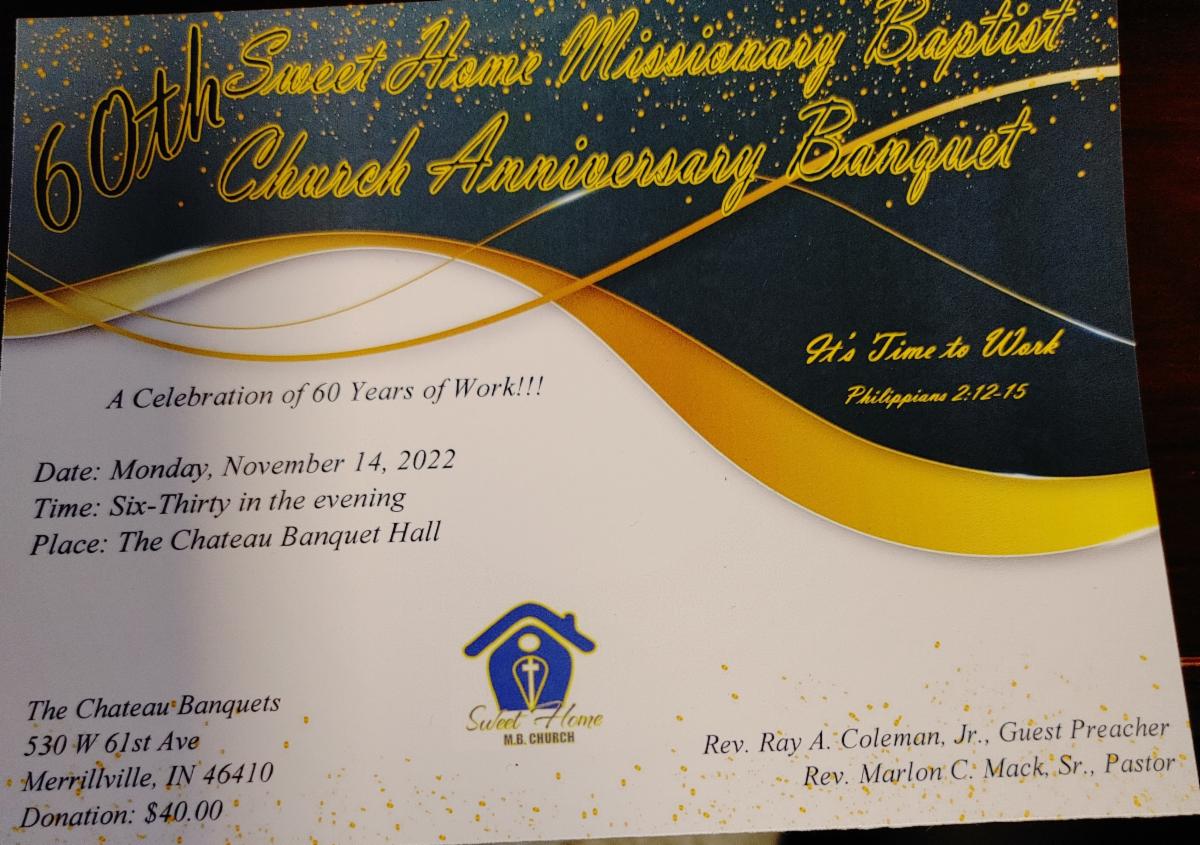 60th Sweet Home Missionary Baptist
Church Anniversary Banquet
It's Time to Work
Philippians 2:12-15
A Celebration of 60 Years of Work!!!
Date: Monday, November 14, 2022
Time: Six-Thirty in the evening
Place: The Chateau Banquet Hall
Sweet Home
M.B. CHURCH
The Chateau Banquets
530 W 61st Ave
Merrillville, IN 46410
Donation: $40.00
Rev. Ray A. Coleman, Jr., Guest Preacher
Rev. Marlon C. Mack, Sr., Pastor